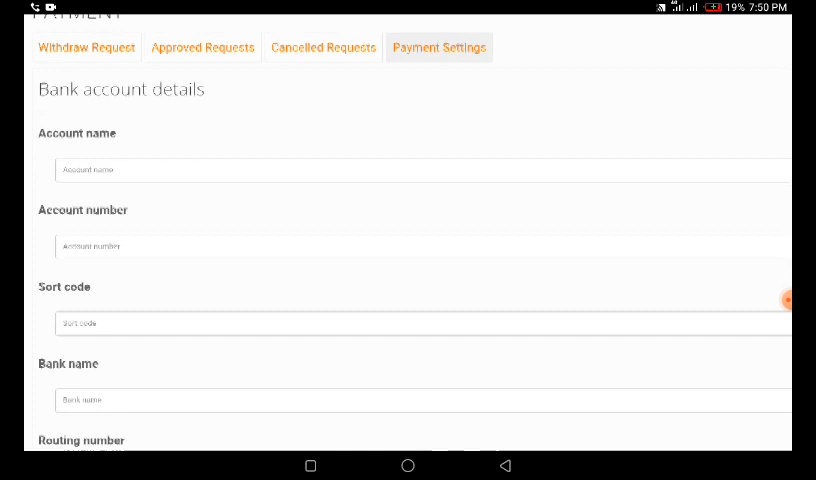 19% 7:50 PM
PAYMENT
Withdraw Request Approved Requests Cancelled Requests Payment Settings
Bank account details
Account name
Account name
Account number
Account number
Sort code
Sort code
Bank name
Bank name
Routing number